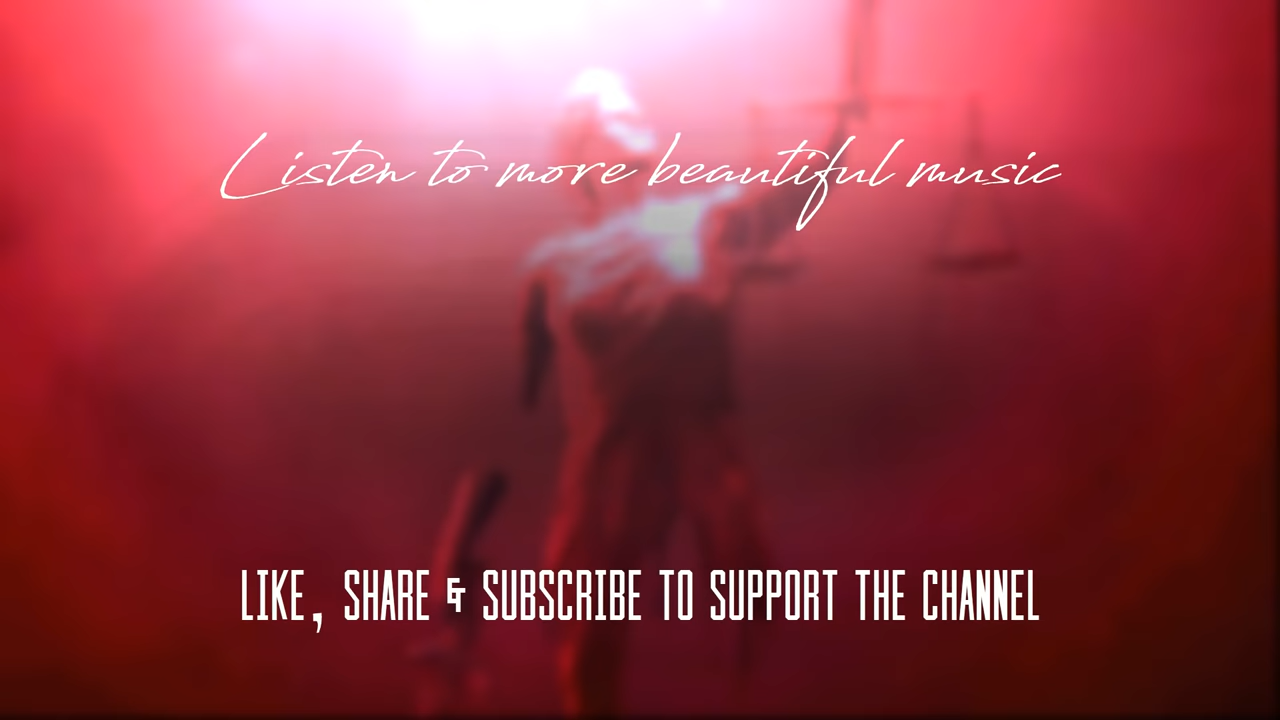 Listen to more beautiful music
LIKE, SHARE & SUBSCRIBE TO SUPPORT THE CHANNEL